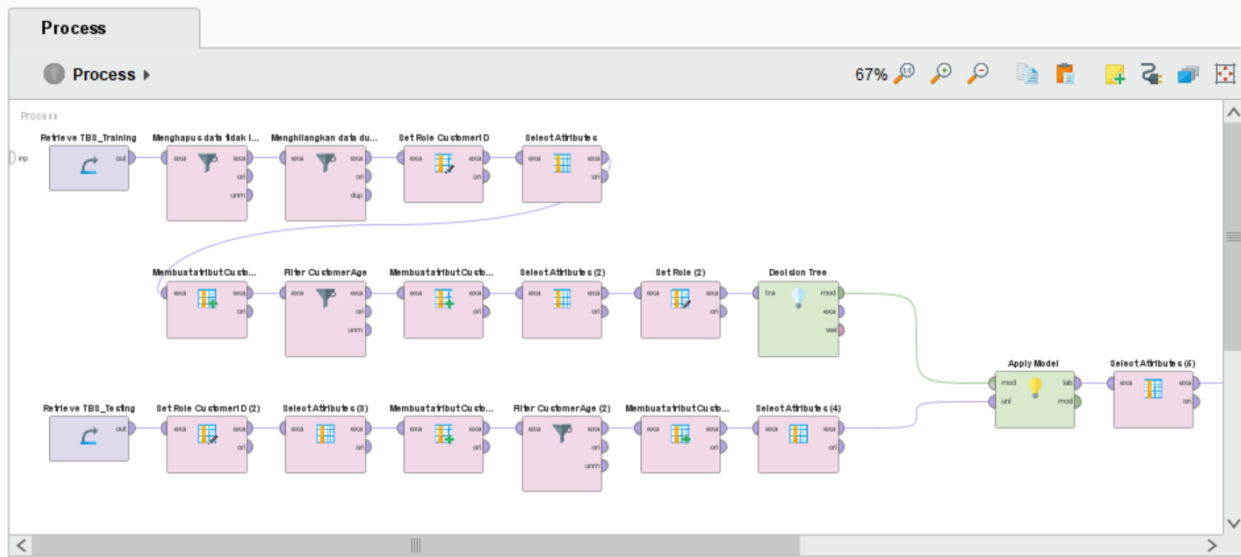 Process
Process
67%
Process
Retrieve TBS_Training
Menghapus data tidak l...
Menghilangkan data du...
Set Role CustomerID
Select Attributes
inp
out
exa
exa
exa
exa
exa
exa
exa
exa
ori
ori
ori
ori
unm
dup
Membuat atribut Custo...
Filter CustomerAge
Membuat atribut Custo...
Select Attributes (2)
Set Role (2)
Decision Tree
exa
exa
exa
exa
exa
exa
exa
exa
exa
exa
tra
mod
ori
ori
ori
ori
ori
exa
unm
wei
Apply Model
Select Attributes (5)
mod
lab
exa
exa
unl
mod
ori
Retrieve TBS_Testing
Set Role CustomerID (2)
Select Attributes (3)
Membuat atribut Custo...
Filter CustomerAge (2)
Membuat atribut Custo...
Select Attributes (4)
out
exa
exa
exa
exa
exa
exa
exa
exa
exa
exa
exa
exa
ori
ori
ori
ori
ori
ori
unm